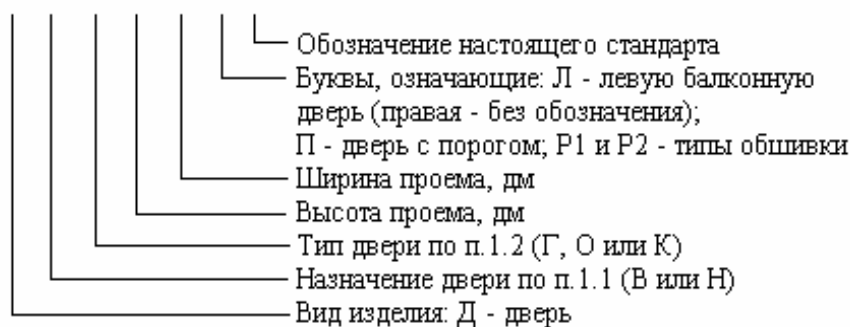 Обозначение настоящего стандарта
Буквы, означающие: Л - левую балконную
дверь (правая - без обозначения);
П - дверь с порогом; Р1 и Р2 - типы обшивки
Ширина проема, дм
Высота проема, дм
Тип двери по п.1.2 (Г, О или К)
Назначение двери по п.1.1 (В или Н)
Вид изделия: Д - дверь